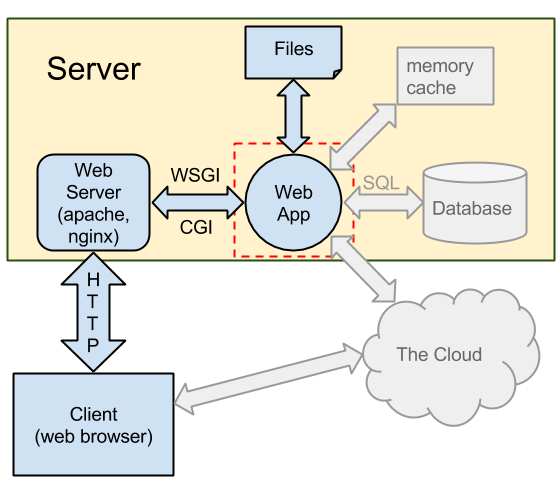 Server
Files
memory
cache
Web
Server
(apache,
nginx)
WSGI
CGI
Web
App
SQL
Database
H
T
T
P
The Cloud
Client
(web browser)